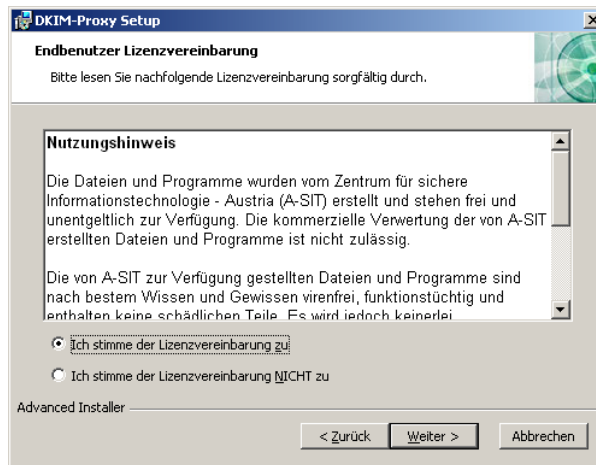 DKIM-Proxy Setup
Endbenutzer Lizenzvereinbarung
Bitte lesen Sie nachfolgende Lizenzvereinbarung sorgfältig durch.
Nutzungshinweis
Die Dateien und Programme wurden vom Zentrum für sichere
Informationstechnologie - Austria (A-SIT) erstellt und stehen frei und
unentgeltlich zur Verfügung. Die kommerzielle Verwertung der von A-SIT
erstellten Dateien und Programme ist nicht zulässig.
Die von A-SIT zur Verfügung gestellten Dateien und Programme sind
nach bestem Wissen und Gewissen virenfrei, funktionstüchtig und
enthalten keine schädlichen Teile. Es wird jedoch keinerlei
Ich stimme der Lizenzvereinbarung zu
Ich stimme der Lizenzvereinbarung NICHT zu
Advanced Installer
< Zurück Weiter > Abbrechen